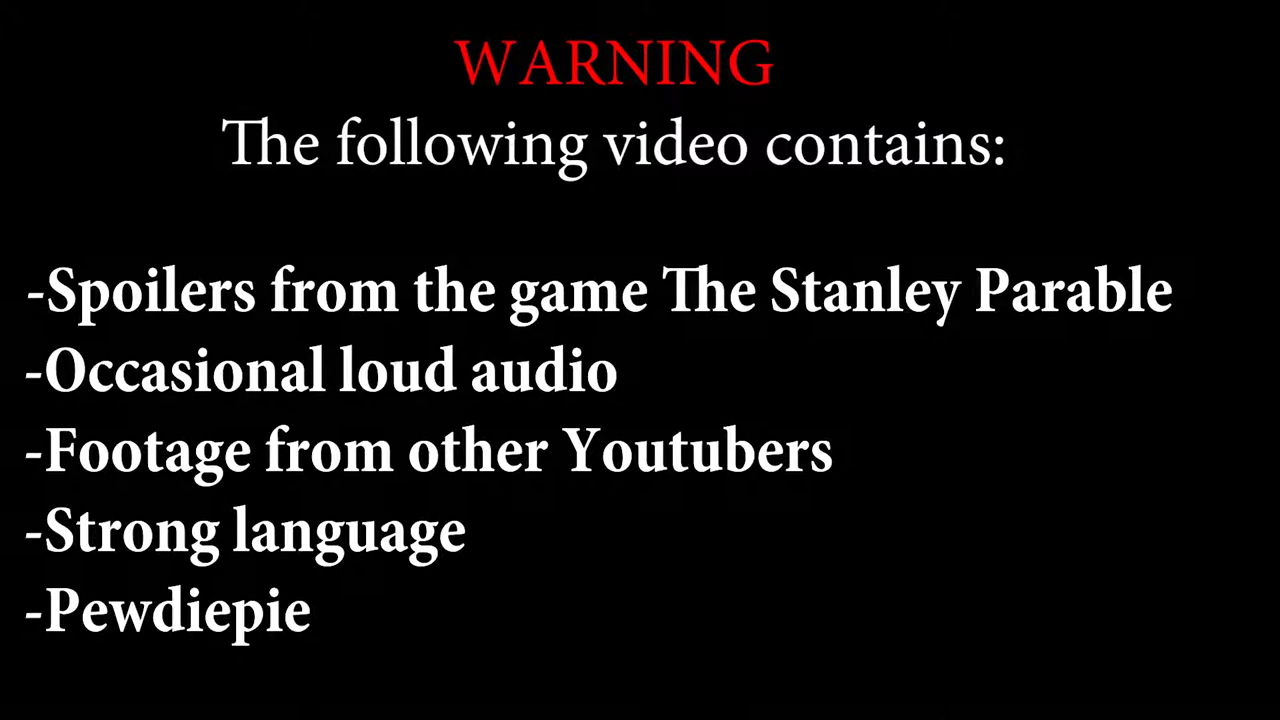 WARNING
The following video contains:
-Spoilers from the game The Stanley Parable
-Occasional loud audio
-Footage from other Youtubers
-Strong language
-Pewdiepie